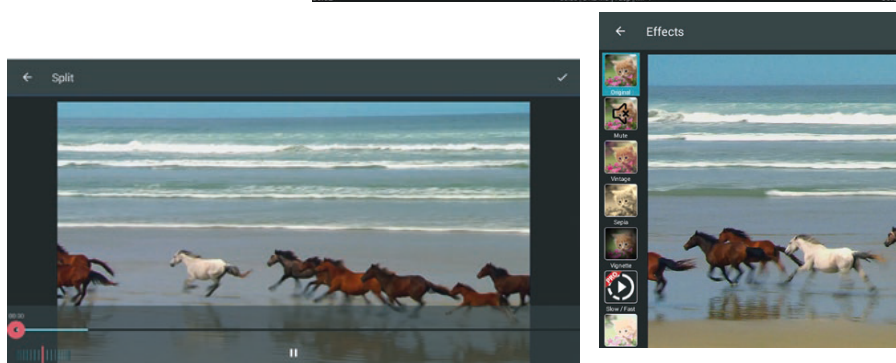 Split
00:00
Effects
Original
Mute
Vintage
Sepia
Vignette
PRO
Slow / Fast